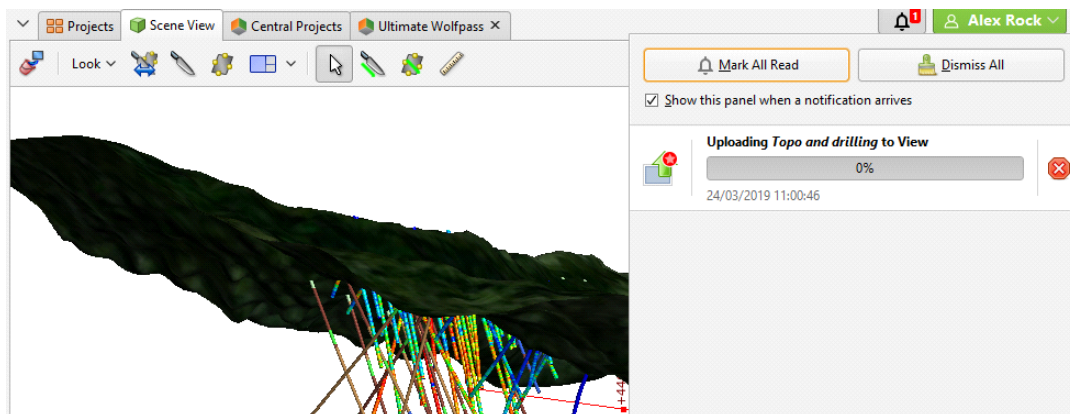 Projects Scene View Central Projects Ultimate Wolfpass
1 Alex Rock
Look
Mark All Read Dismiss All
Show this panel when a notification arrives
Uploading Topo and drilling to View
0%
24/03/2019 11:00:46
+44